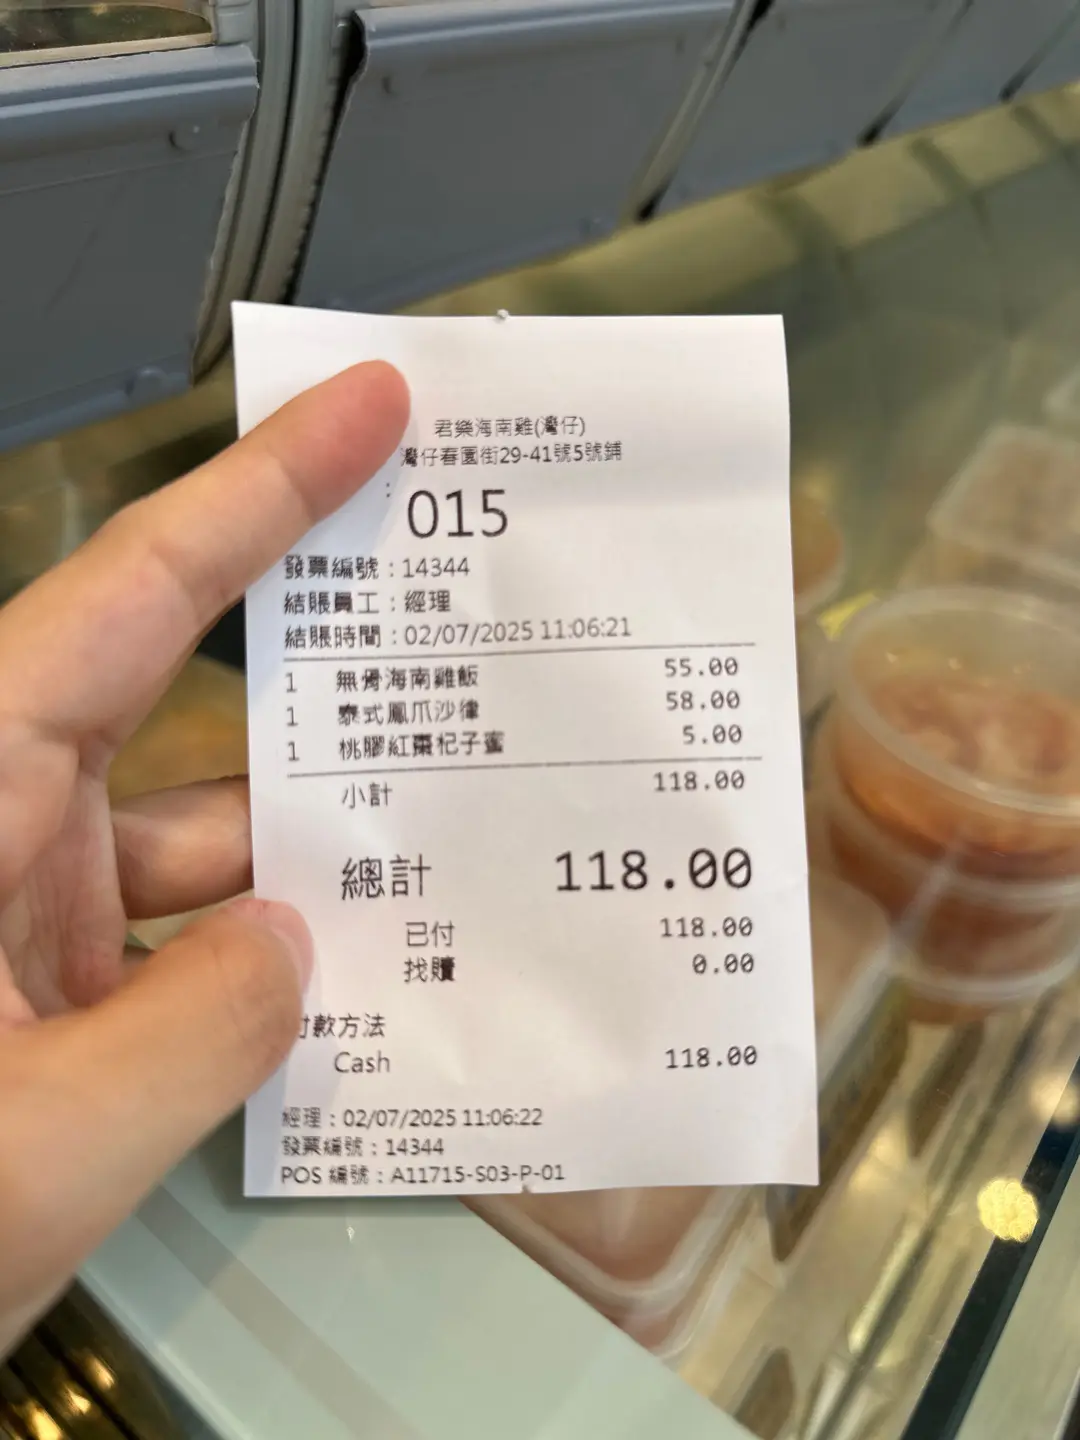 君樂海南雞(灣仔)
灣仔春園街29-41號5號鋪
:
015
發票編號：14344
結賬員工：經理
結賬時間：02/07/2025 11:06:21
1 無骨海南雞飯 55.00
1 泰式鳳爪沙律 58.00
1 桃膠紅棗杞子蜜 5.00
小計 118.00
總計 118.00
已付 118.00
找贖 0.00
付款方法
Cash 118.00
經理：02/07/2025 11:06:22
發票編號：14344
POS 編號：A11715-S03-P-01